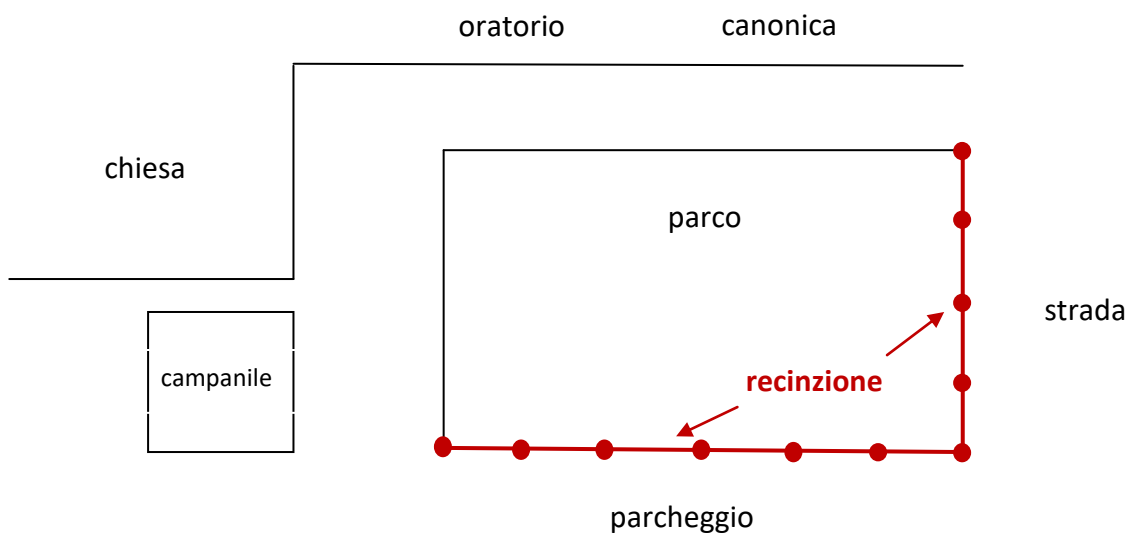 oratorio canonica
chiesa
parco
strada
campanile
recinzione
parcheggio